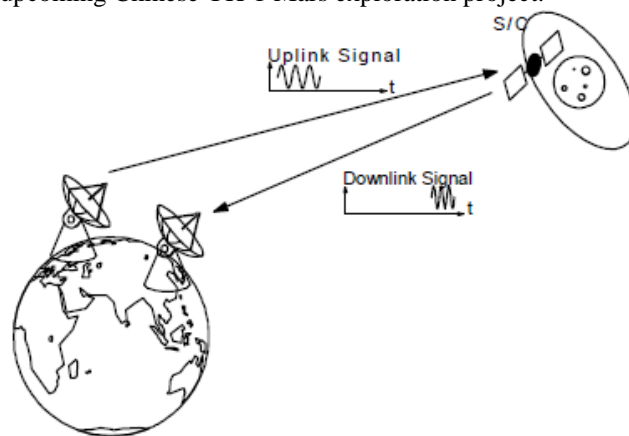 upcoming Chinese YH-1 Mars exploration project.
S/C
Uplink Signal
t
Downlink Signal
t